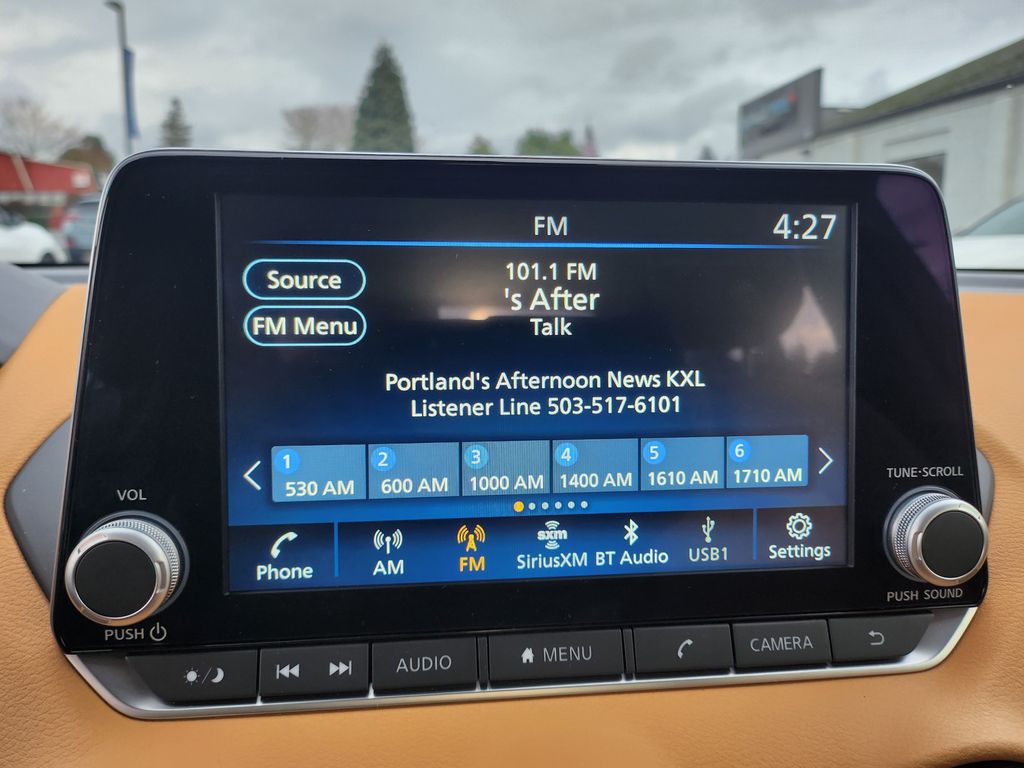 FM
4:27
Source
101.1 FM
's After
FM Menu
Talk
Portland's Afternoon News KXL
Listener Line 503-517-6101
1 530 AM
2 600 AM
3 1000 AM
4 1400 AM
5 1610 AM
6 1710 AM
Phone
AM
FM
sxm
SiriusXM
BT Audio
USB1
Settings
VOL
PUSH
TUNE·SCROLL
PUSH SOUND
AUDIO
MENU
CAMERA